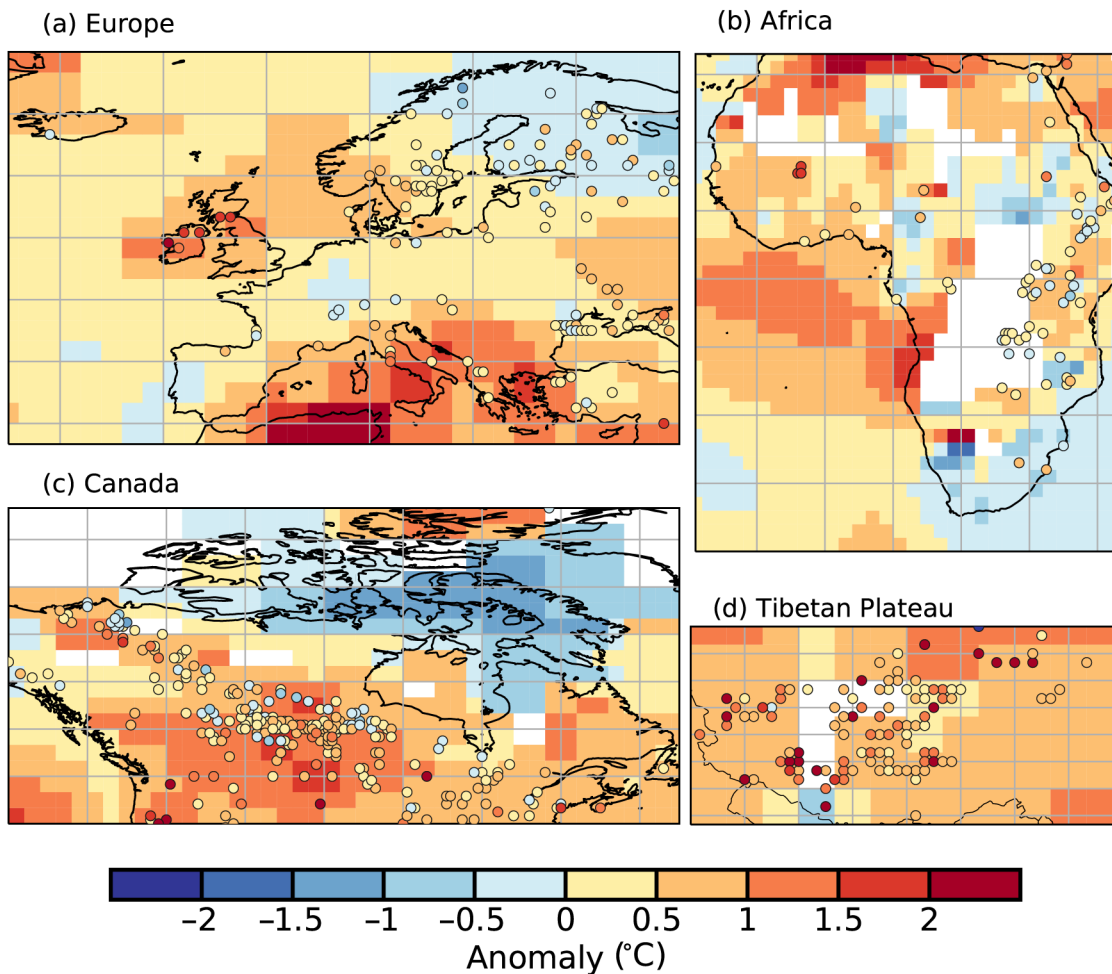 (a) Europe
(b) Africa
(c) Canada
(d) Tibetan Plateau
−2 −1.5 −1 −0.5 0 0.5 1 1.5 2
Anomaly (°C)